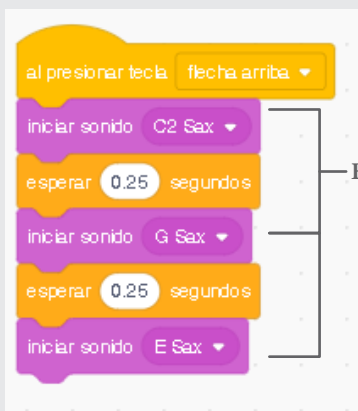 al presionar tecla flecha arriba
iniciar sonido C2 Sax
esperar 0.25 segundos
iniciar sonido G Sax
esperar 0.25 segundos
iniciar sonido E Sax